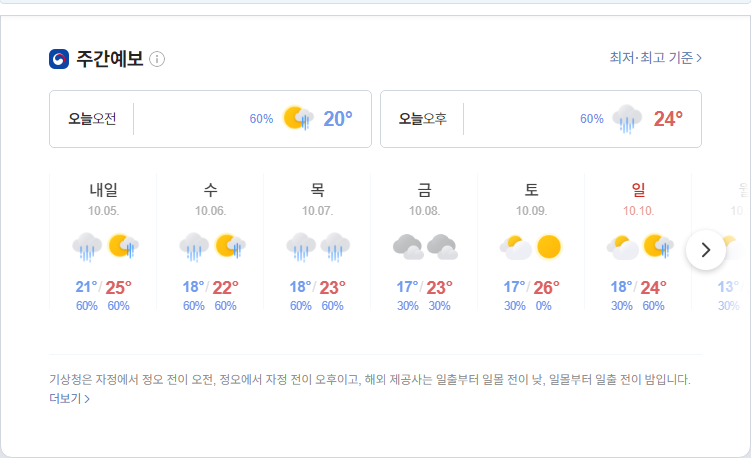 주간예보
최저·최고 기준
오늘오전 60% 20°
오늘오후 60% 24°
내일 수 목 금 토 일 월
10.05. 10.06. 10.07. 10.08. 10.09. 10.10. 10.
21°/25° 18°/22° 18°/23° 17°/23° 17°/26° 18°/24° 13°
60% 60% 60% 60% 60% 60% 30% 30% 30% 0% 30% 60% 30%
기상청은 자정에서 정오 전이 오전, 정오에서 자정 전이 오후이고, 해외 제공사는 일출부터 일몰 전이 낮, 일몰부터 일출 전이 밤입니다.
더보기